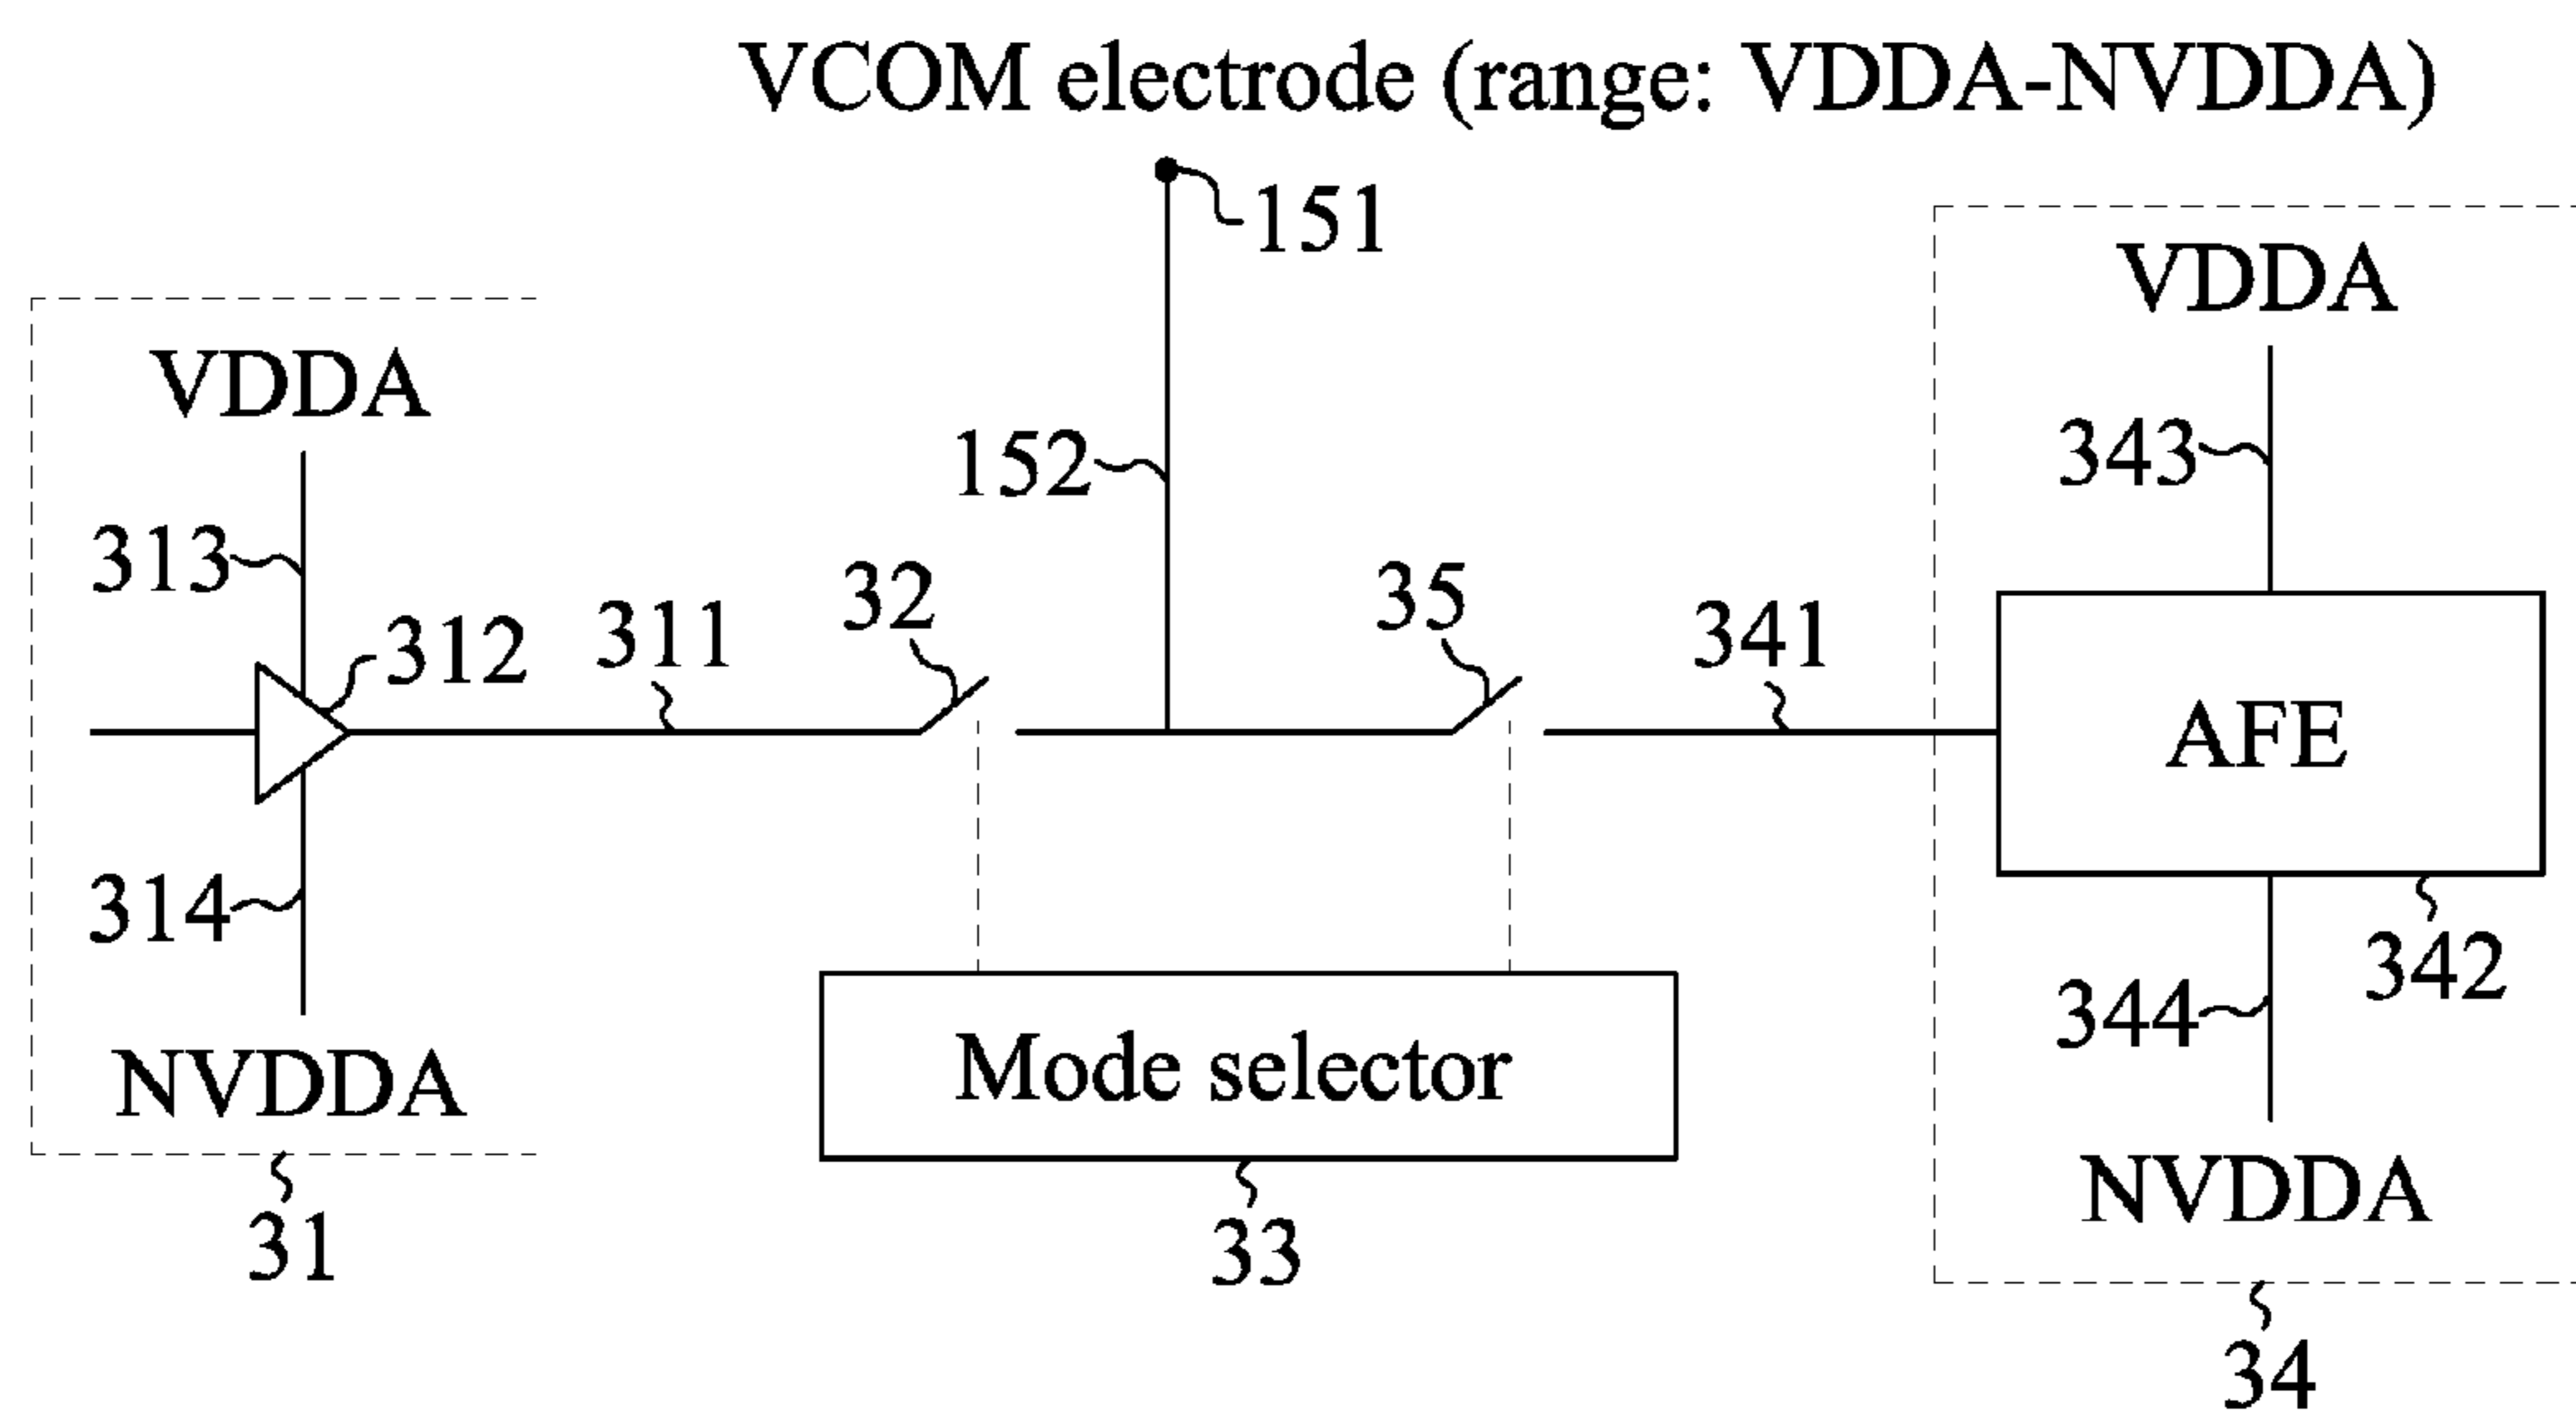 VCOM electrode (range: VDDA-NVDDA)
151
VDDA
VDDA
152
343
313
32
35
311
341
312
AFE
314
342
344
Mode selector
NVDDA
NVDDA
31
33
34